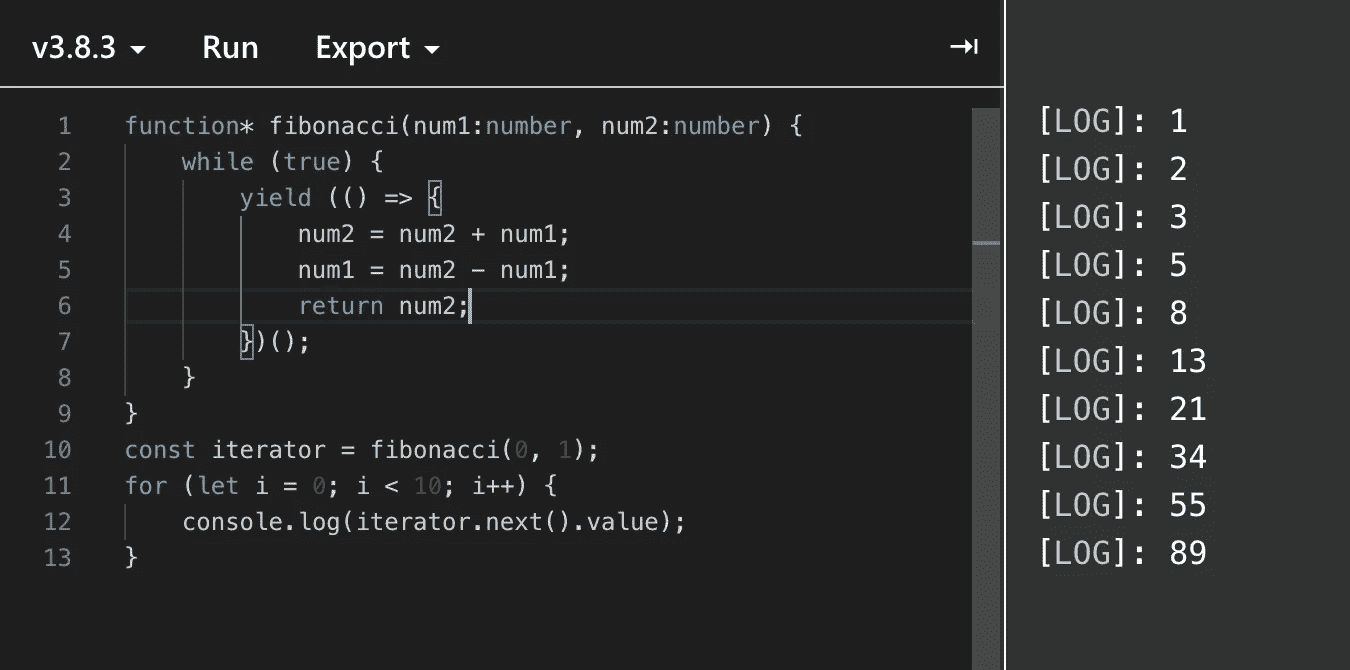 v3.8.3 Run Export
1 function* fibonacci(num1:number, num2:number) {
2 while (true) {
3 yield (() => {
4 num2 = num2 + num1;
5 num1 = num2 - num1;
6 return num2;
7 })();
8 }
9 }
10 const iterator = fibonacci(0, 1);
11 for (let i = 0; i < 10; i++) {
12 console.log(iterator.next().value);
13 }
[LOG]: 1
[LOG]: 2
[LOG]: 3
[LOG]: 5
[LOG]: 8
[LOG]: 13
[LOG]: 21
[LOG]: 34
[LOG]: 55
[LOG]: 89